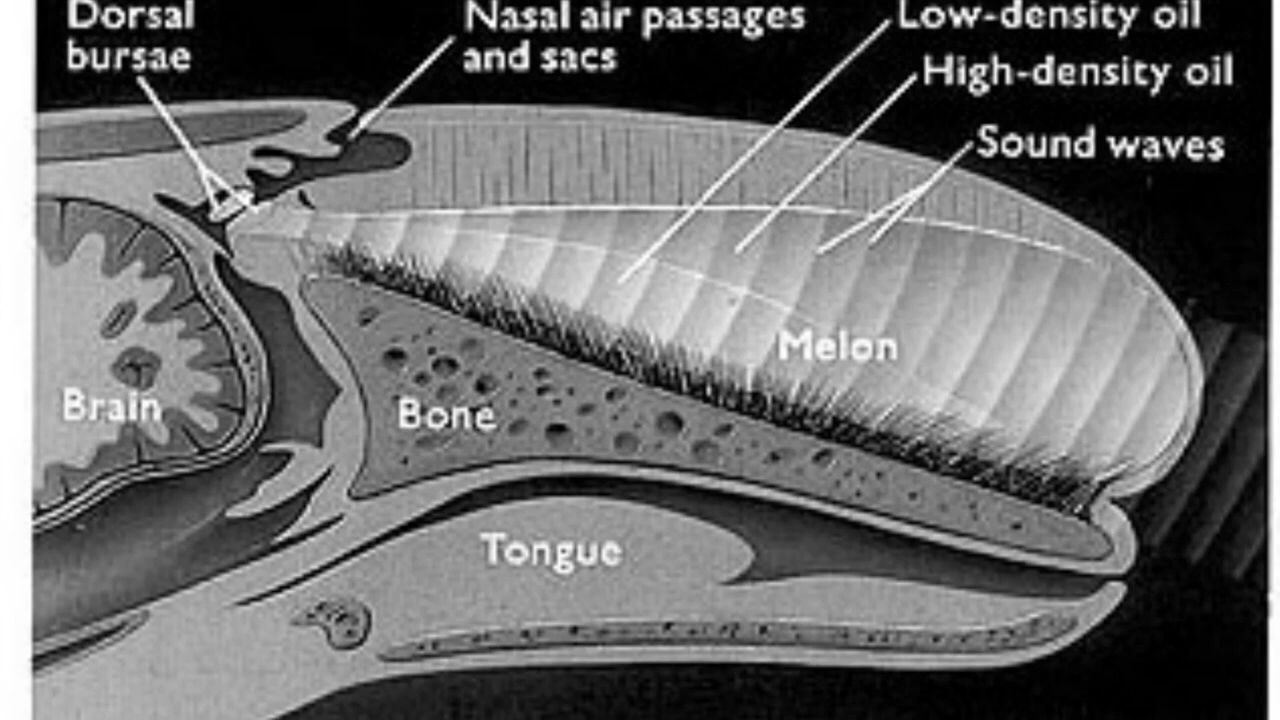 Dorsal
bursae
Nasal air passages
and sacs
Low-density oil
High-density oil
Sound waves
Melon
Brain
Bone
Tongue